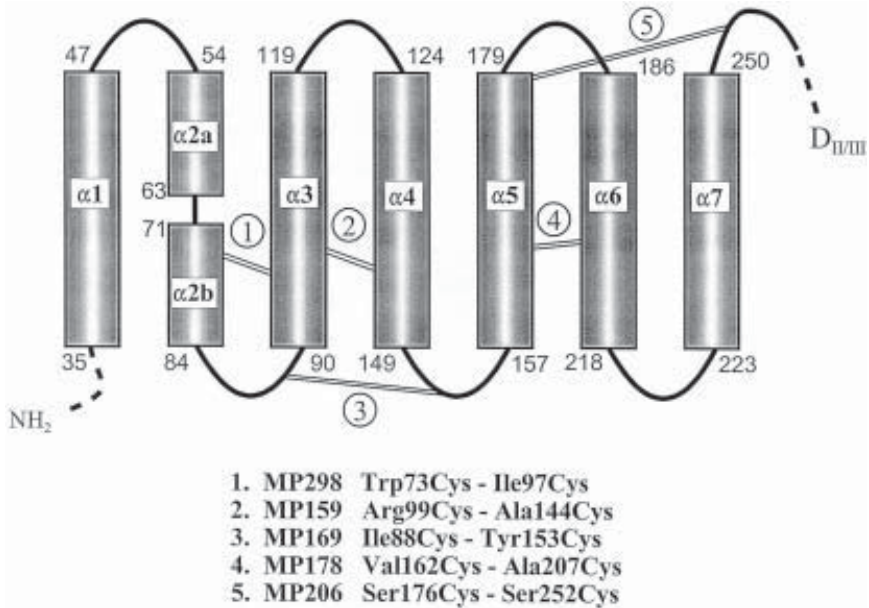 5
47 54 119 124 179 186 250
α2a
D II/III
α1 63 α3 α4 α5 α6 α7
71 1 2 4
α2b
35 84 90 149 157 218 223
NH2 3
1. MP298 Trp73Cys - Ile97Cys
2. MP159 Arg99Cys - Ala144Cys
3. MP169 Ile88Cys - Tyr153Cys
4. MP178 Val162Cys - Ala207Cys
5. MP206 Ser176Cys - Ser252Cys